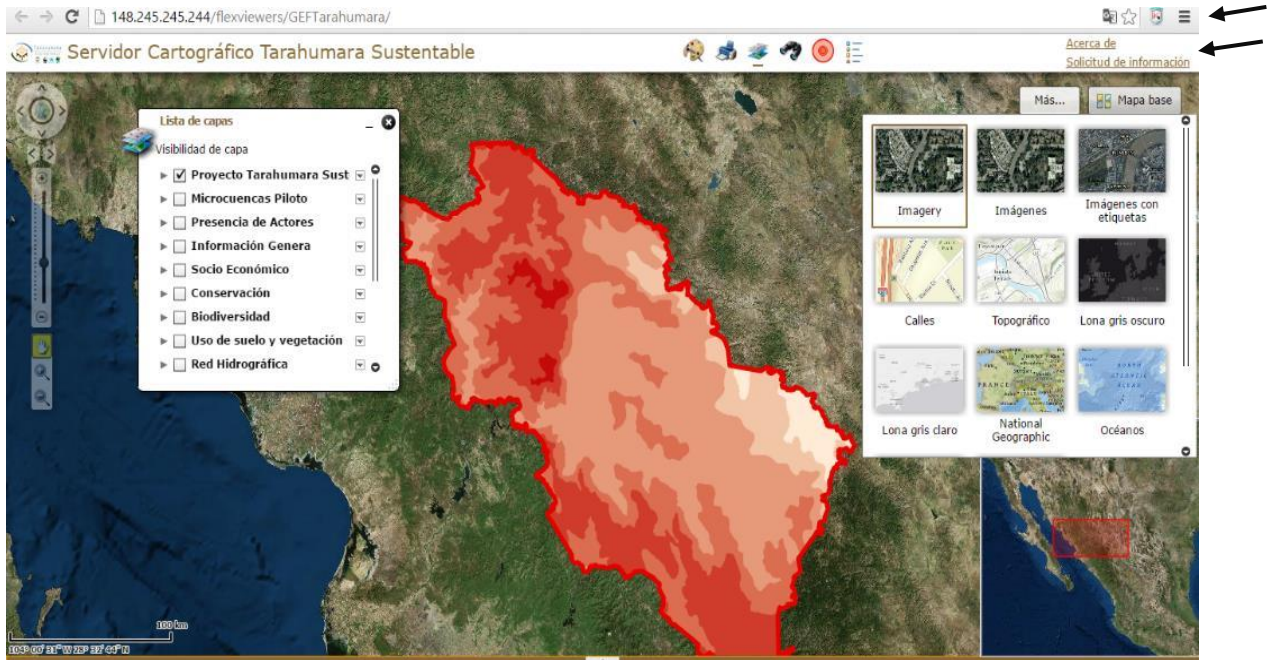 148.245.245.244/flexviewers/GEFTarahumara/
Servidor Cartográfico Tarahumara Sustentable
Acerca de
Solicitud de información
Más...
Mapa base
Lista de capas
Visibilidad de capa
Proyecto Tarahumara Sust
Microcuencas Piloto
Presencia de Actores
Información Genera
Socio Económico
Conservación
Biodiversidad
Uso de suelo y vegetación
Red Hidrográfica
Imagery
Imágenes
Imágenes con
etiquetas
Calles
Topográfico
Lona gris oscuro
Lona gris claro
National
Geographic
Océanos
100 km